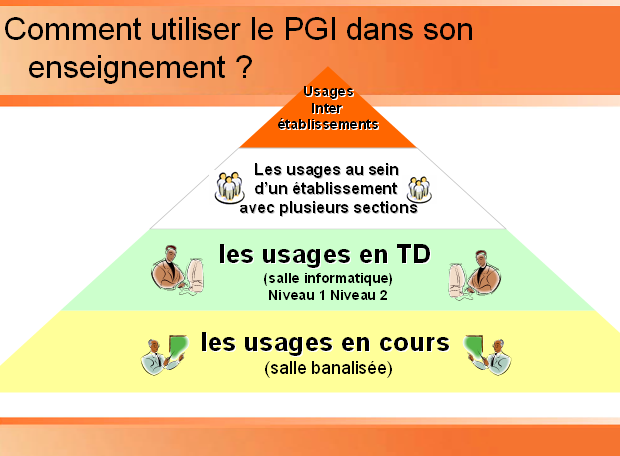 Comment utiliser le PGI dans son
enseignement ?
Usages
Inter
établissements
Les usages au sein
d'un établissement
avec plusieurs sections
les usages en TD
(salle informatique)
Niveau 1 Niveau 2
les usages en cours
(salle banalisée)